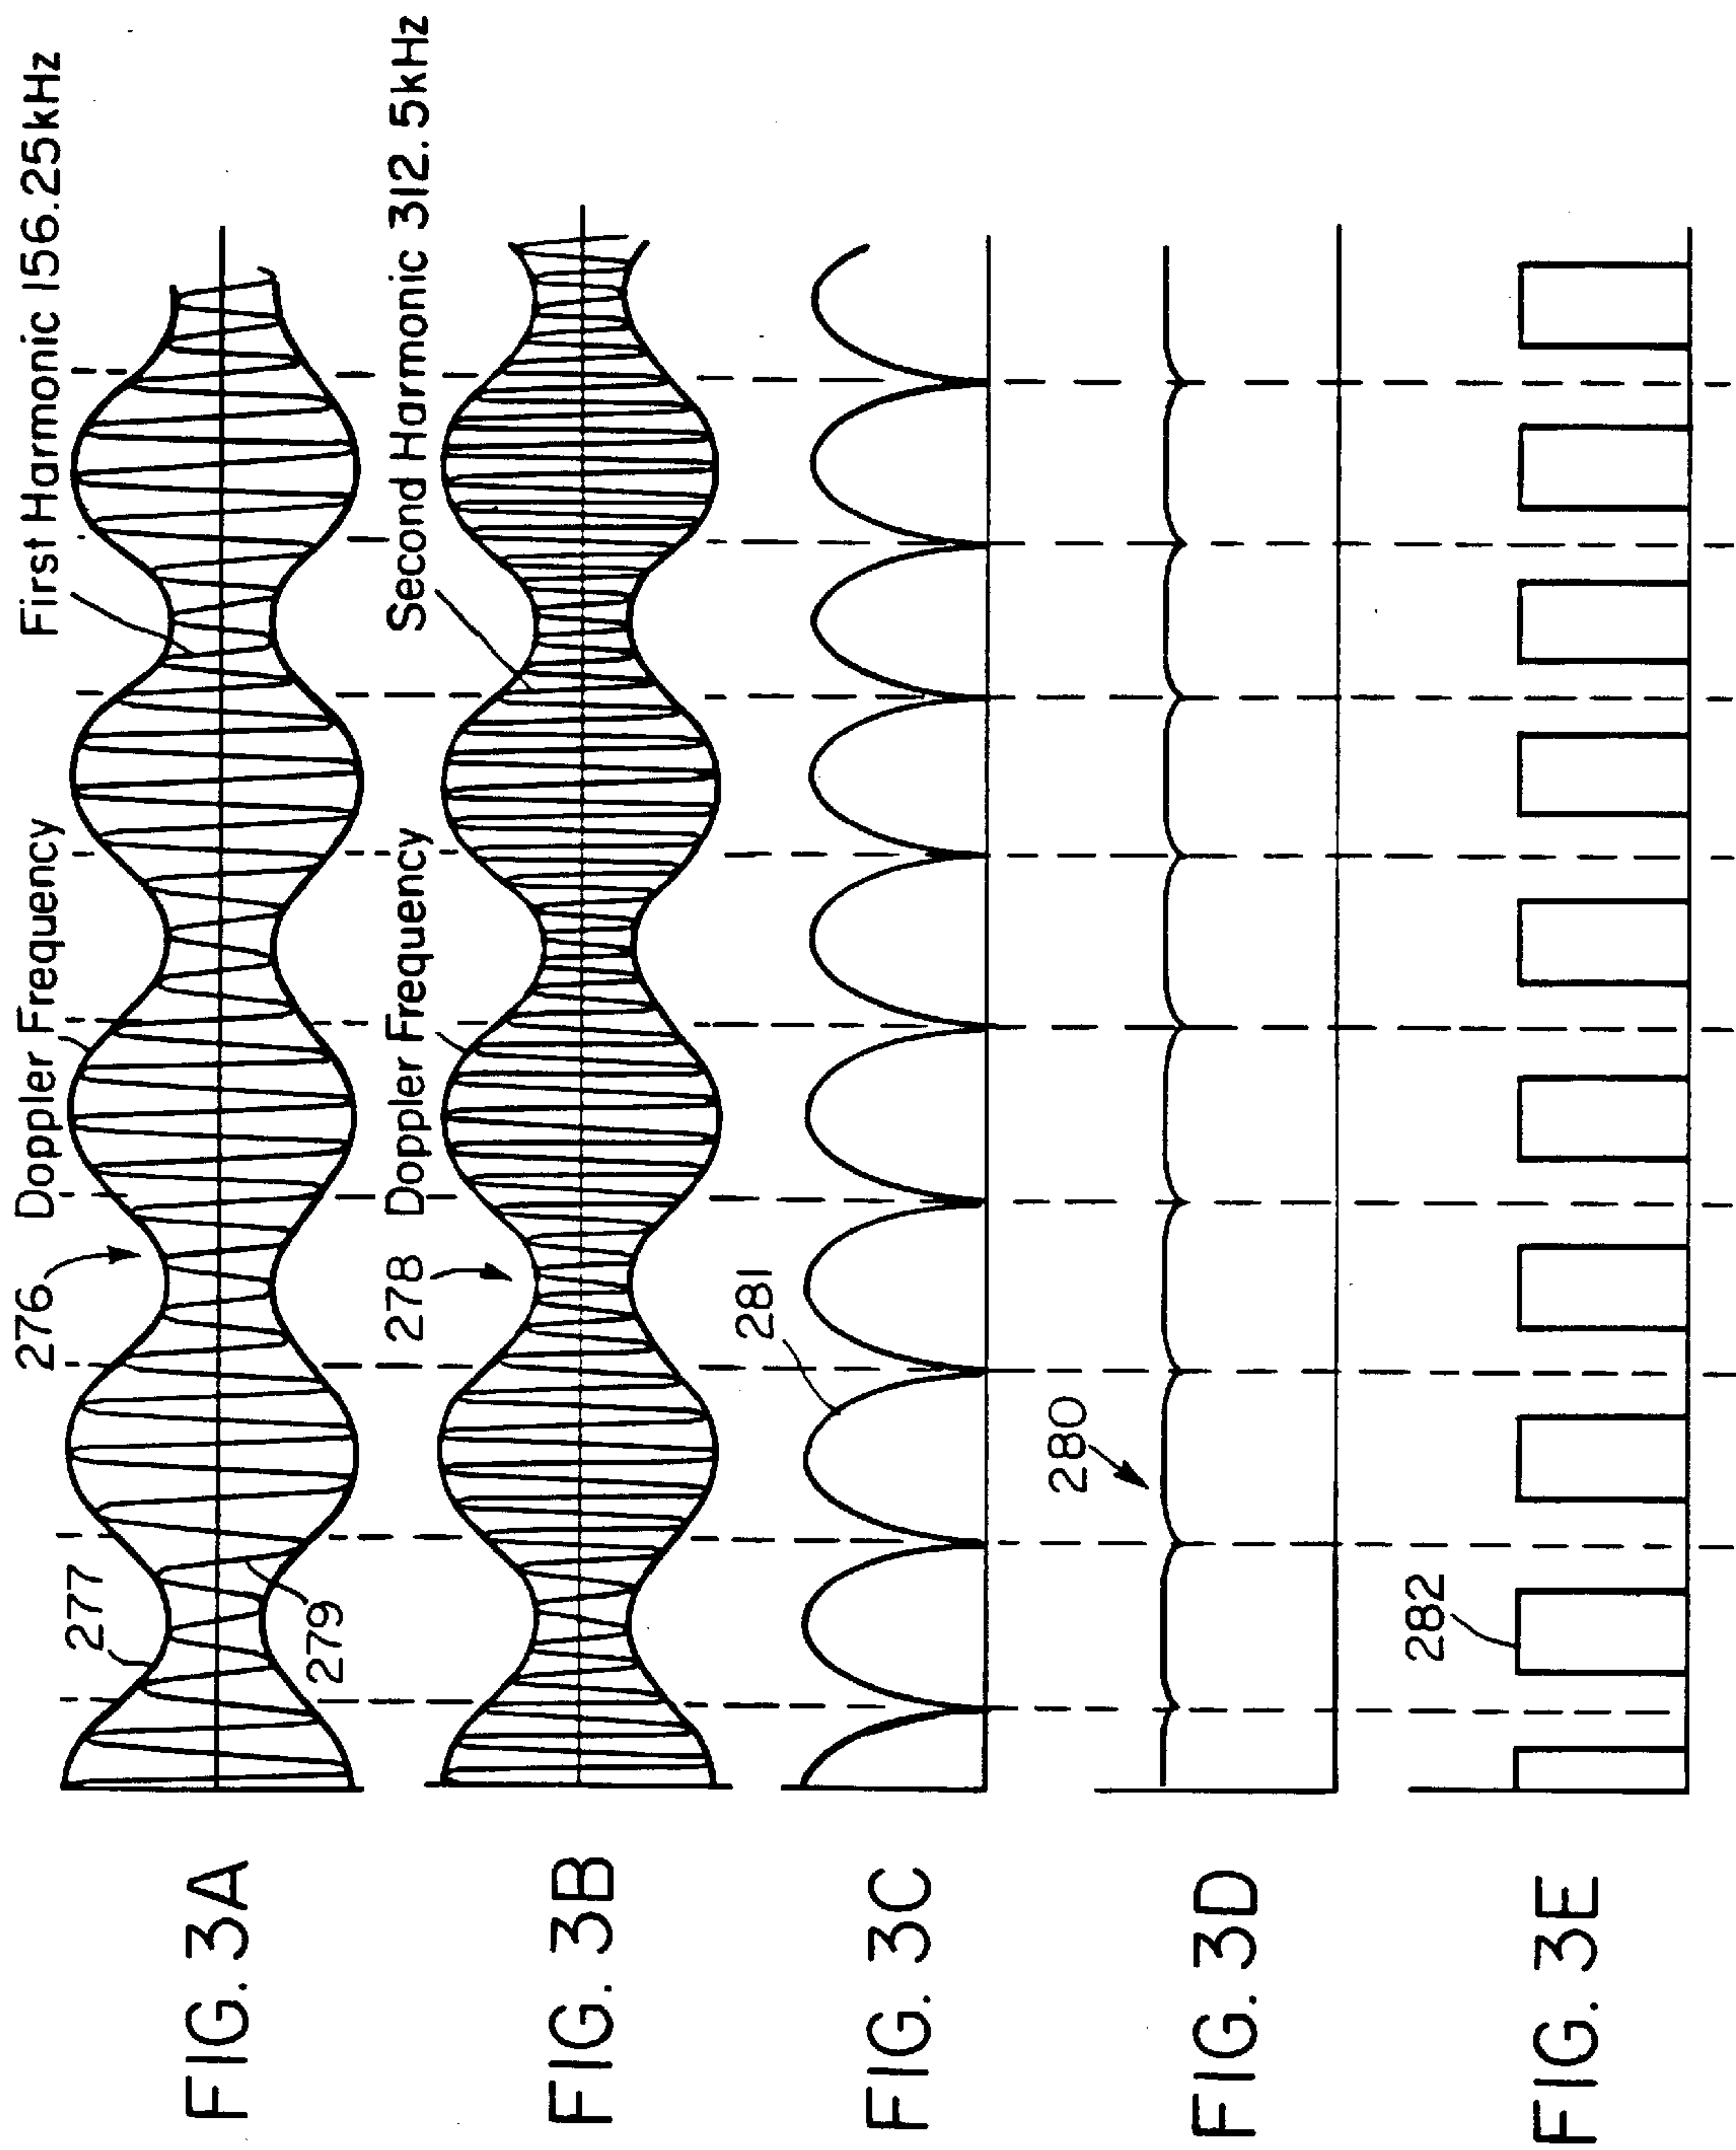 FIG. 3A
276
Doppler Frequency
First Harmonic 156.25kHz
277
279
FIG. 3B
278
Doppler Frequency
Second Harmonic 312.5kHz
FIG. 3C
281
FIG. 3D
280
FIG. 3E
282